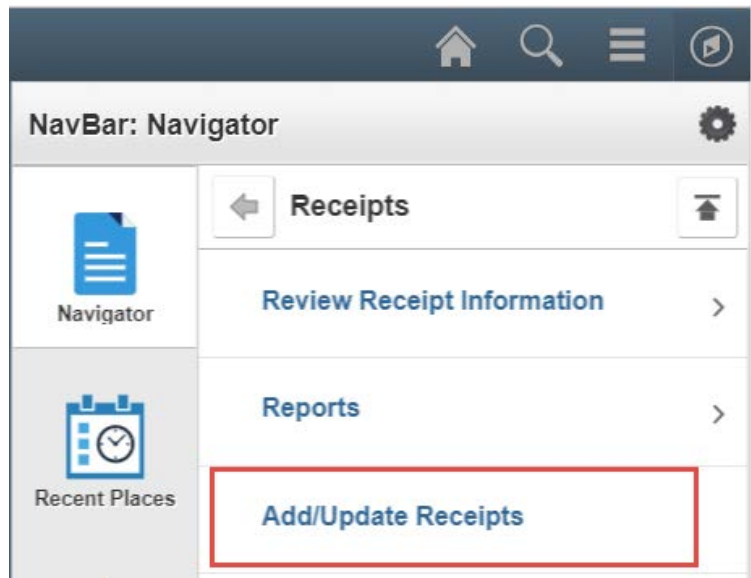 NavBar: Navigator
Receipts
Navigator
Review Receipt Information
Reports
Recent Places
Add/Update Receipts